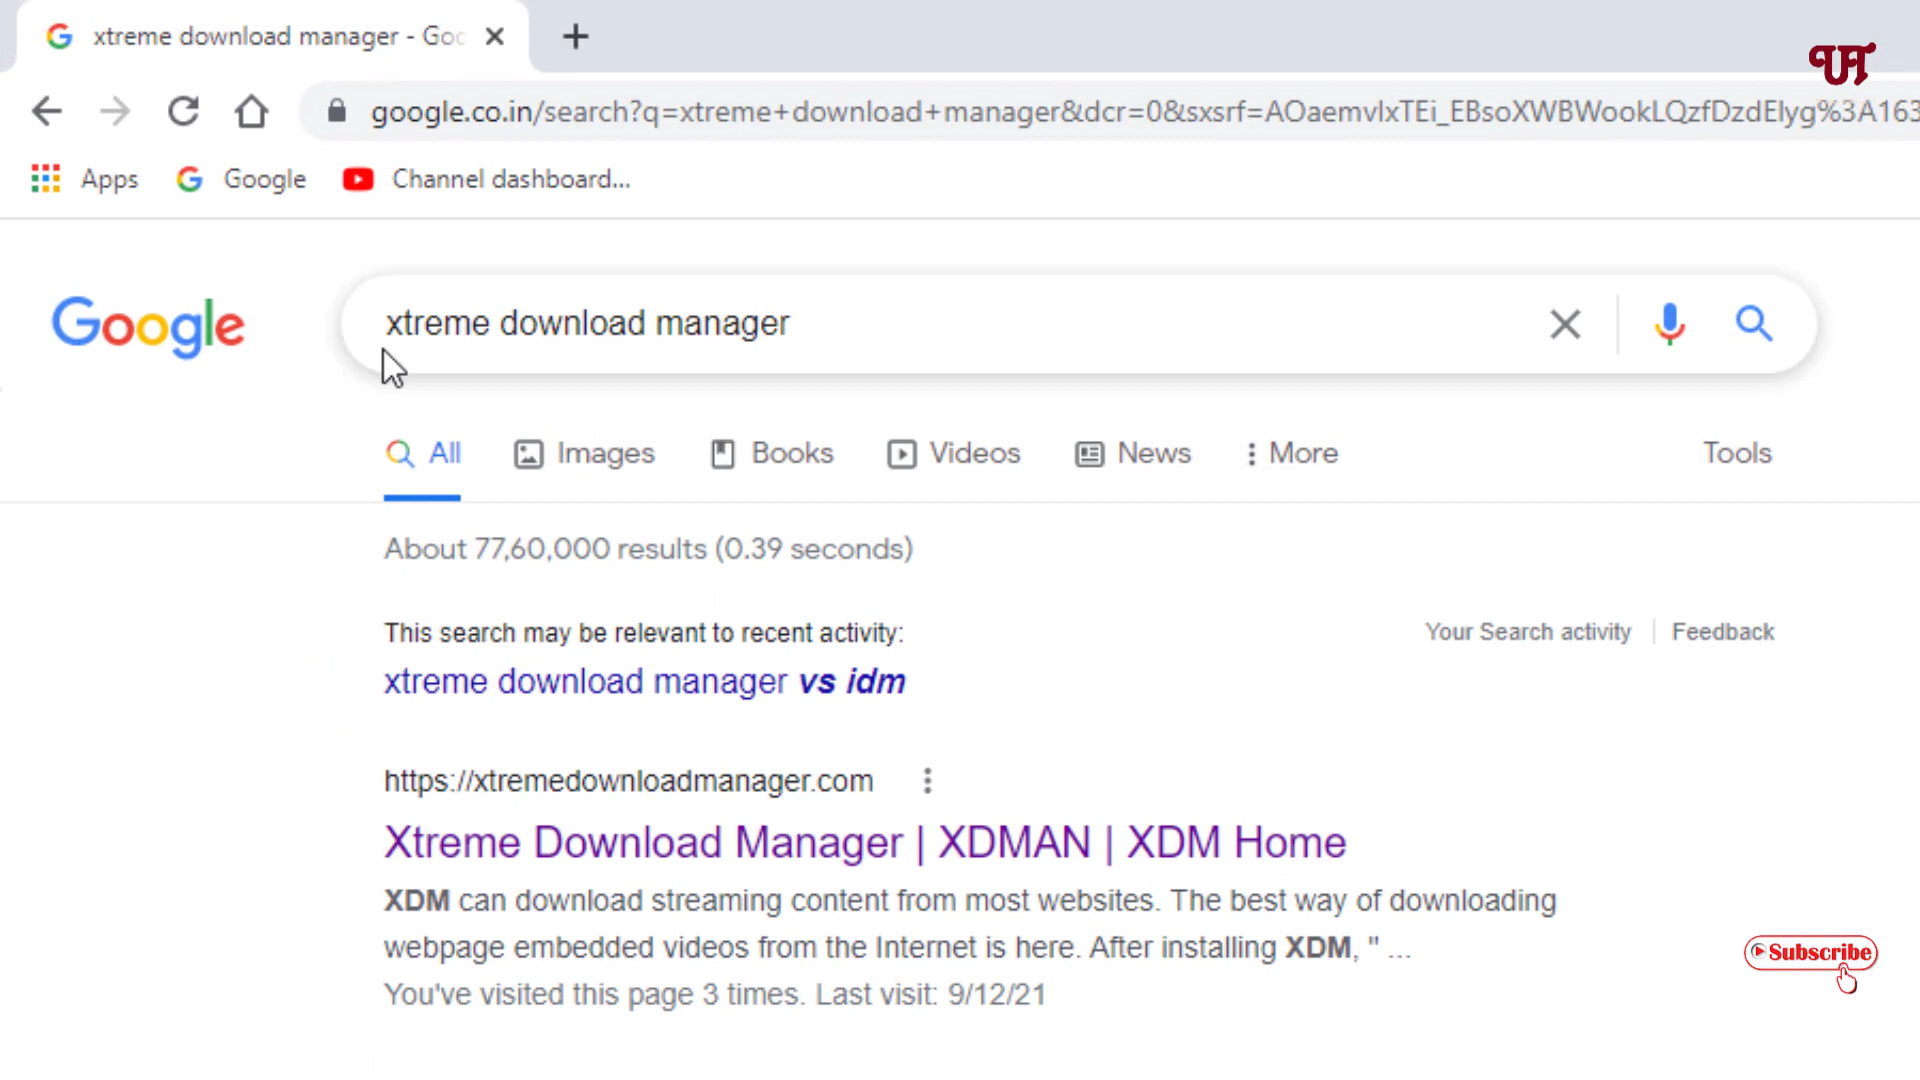 xtreme download manager - Goo
UT
google.co.in/search?q=xtreme+download+manager&dcr=0&sxsrf=AOaemvIxTEi_EBsoXWBWookLQzfDzdElyg%3A163
Apps Google Channel dashboard...
Google xtreme download manager
All Images Books Videos News More Tools
About 77,60,000 results (0.39 seconds)
This search may be relevant to recent activity: Your Search activity Feedback
xtreme download manager vs idm
https://xtremedownloadmanager.com
Xtreme Download Manager | XDMAN | XDM Home
XDM can download streaming content from most websites. The best way of downloading
webpage embedded videos from the Internet is here. After installing XDM, " ...
Subscribe
You've visited this page 3 times. Last visit: 9/12/21